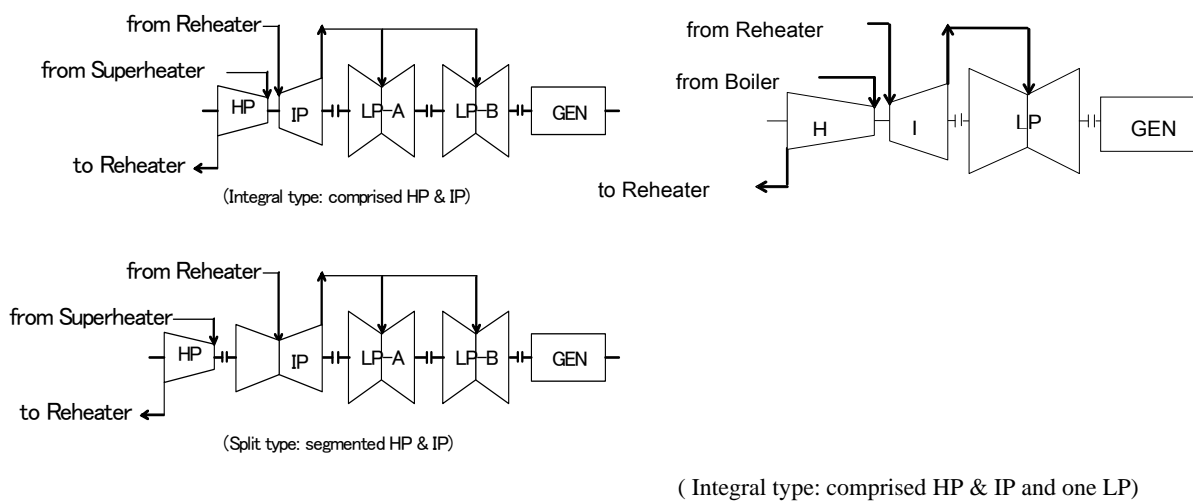 from Reheater
from Superheater
HP
IP
LP-A
LP-B
GEN
to Reheater
(Integral type: comprised HP & IP)
from Reheater
from Boiler
H
I
LP
GEN
to Reheater
from Reheater
from Superheater
HP
IP
LP-A
LP-B
GEN
to Reheater
(Split type: segmented HP & IP)
( Integral type: comprised HP & IP and one LP)